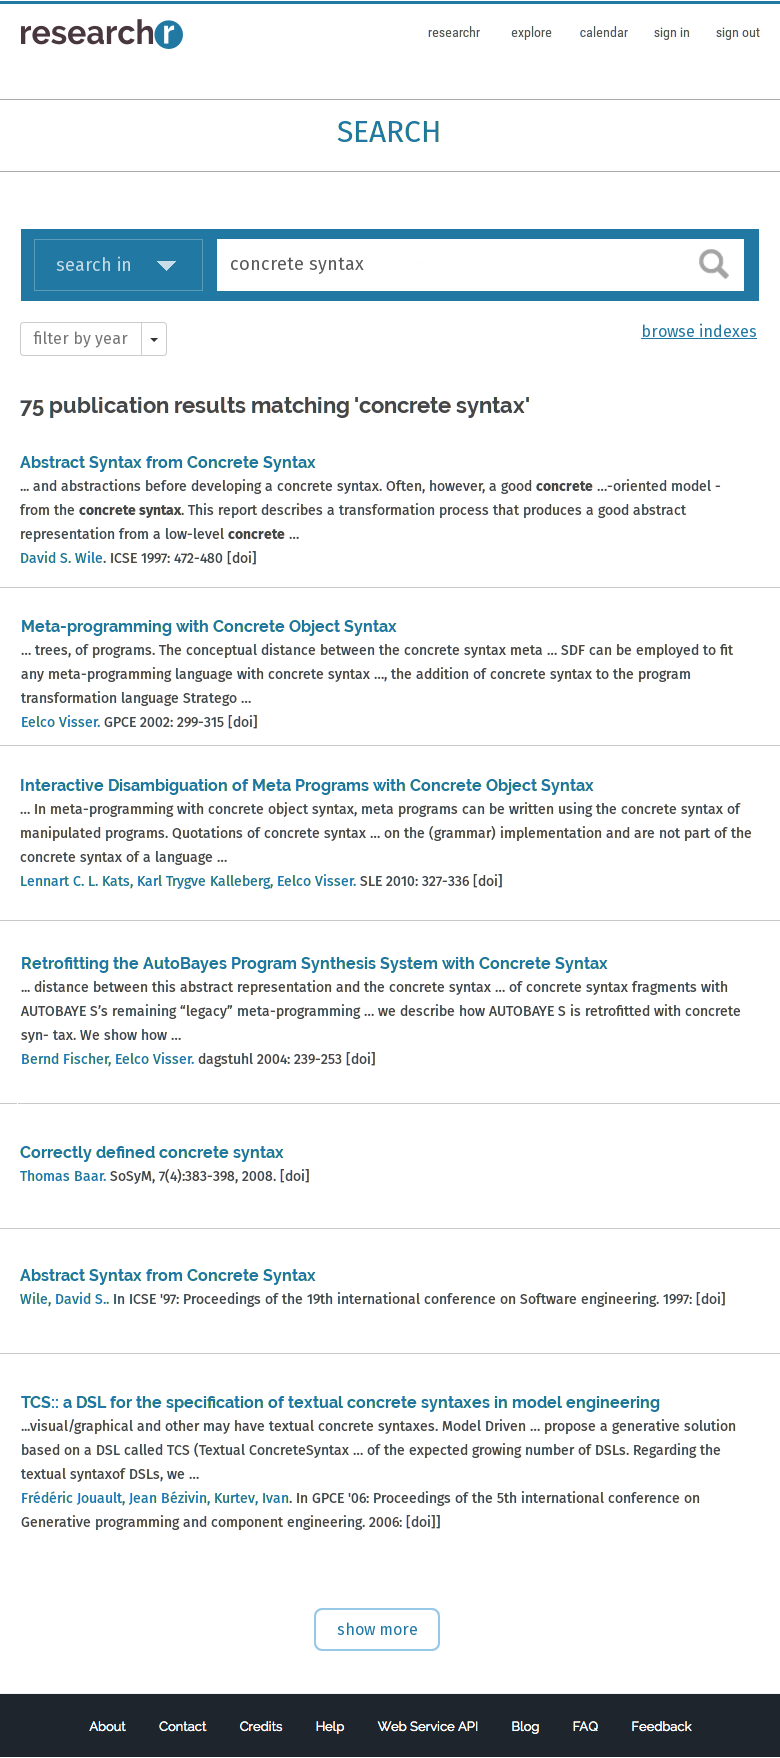 researchr
researchr explore calendar sign in sign out
SEARCH
search in concrete syntax
filter by year browse indexes
75 publication results matching 'concrete syntax'
Abstract Syntax from Concrete Syntax
... and abstractions before developing a concrete syntax. Often, however, a good concrete ...-oriented model -
from the concrete syntax. This report describes a transformation process that produces a good abstract
representation from a low-level concrete ...
David S. Wile. ICSE 1997: 472-480 [doi]
Meta-programming with Concrete Object Syntax
... trees, of programs. The conceptual distance between the concrete syntax meta ... SDF can be employed to fit
any meta-programming language with concrete syntax ..., the addition of concrete syntax to the program
transformation language Stratego ...
Eelco Visser. GPCE 2002: 299-315 [doi]
Interactive Disambiguation of Meta Programs with Concrete Object Syntax
... In meta-programming with concrete object syntax, meta programs can be written using the concrete syntax of
manipulated programs. Quotations of concrete syntax ... on the (grammar) implementation and are not part of the
concrete syntax of a language ...
Lennart C. L. Kats, Karl Trygve Kalleberg, Eelco Visser. SLE 2010: 327-336 [doi]
Retrofitting the AutoBayes Program Synthesis System with Concrete Syntax
... distance between this abstract representation and the concrete syntax ... of concrete syntax fragments with
AUTOBAYE S’s remaining “legacy” meta-programming ... we describe how AUTOBAYE S is retrofitted with concrete
syn- tax. We show how ...
Bernd Fischer, Eelco Visser. dagstuhl 2004: 239-253 [doi]
Correctly defined concrete syntax
Thomas Baar. SoSyM, 7(4):383-398, 2008. [doi]
Abstract Syntax from Concrete Syntax
Wile, David S.. In ICSE '97: Proceedings of the 19th international conference on Software engineering. 1997: [doi]
TCS:: a DSL for the specification of textual concrete syntaxes in model engineering
...visual/graphical and other may have textual concrete syntaxes. Model Driven ... propose a generative solution
based on a DSL called TCS (Textual ConcreteSyntax ... of the expected growing number of DSLs. Regarding the
textual syntaxof DSLs, we ...
Frédéric Jouault, Jean Bézivin, Kurtev, Ivan. In GPCE '06: Proceedings of the 5th international conference on
Generative programming and component engineering. 2006: [doi]]
show more
About Contact Credits Help Web Service API Blog FAQ Feedback